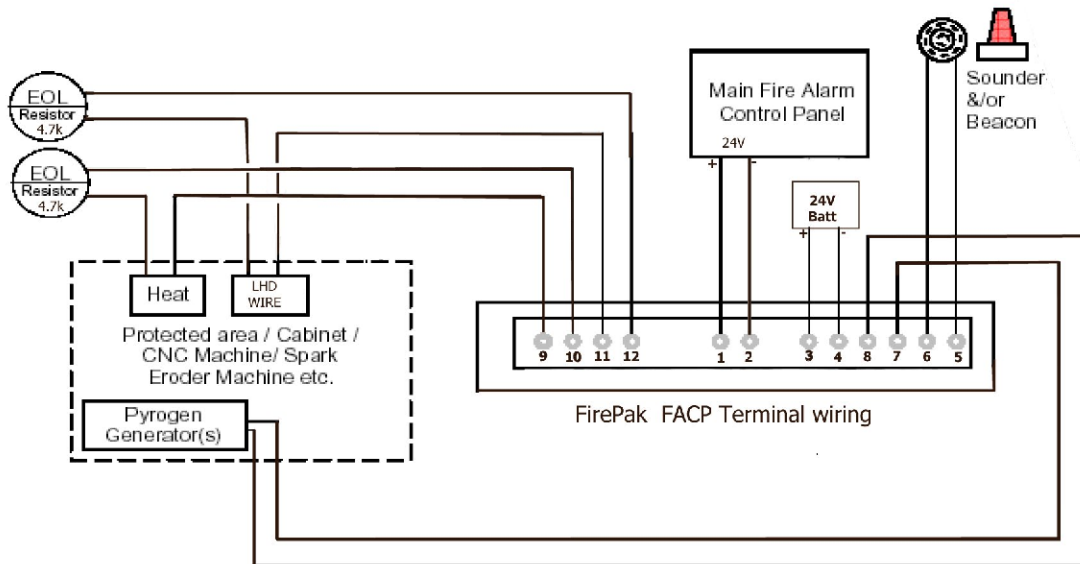 EOL
Resistor
4.7k
EOL
Resistor
4.7k
Main Fire Alarm
Control Panel
24V
+ -
Sounder
&/or
Beacon
24V
Batt
+ -
Heat
LHD
WIRE
Protected area / Cabinet /
CNC Machine/ Spark
Eroder Machine etc.
Pyrogen
Generator(s)
9 10 11 12 1 2 3 4 8 7 6 5
FirePak FACP Terminal wiring